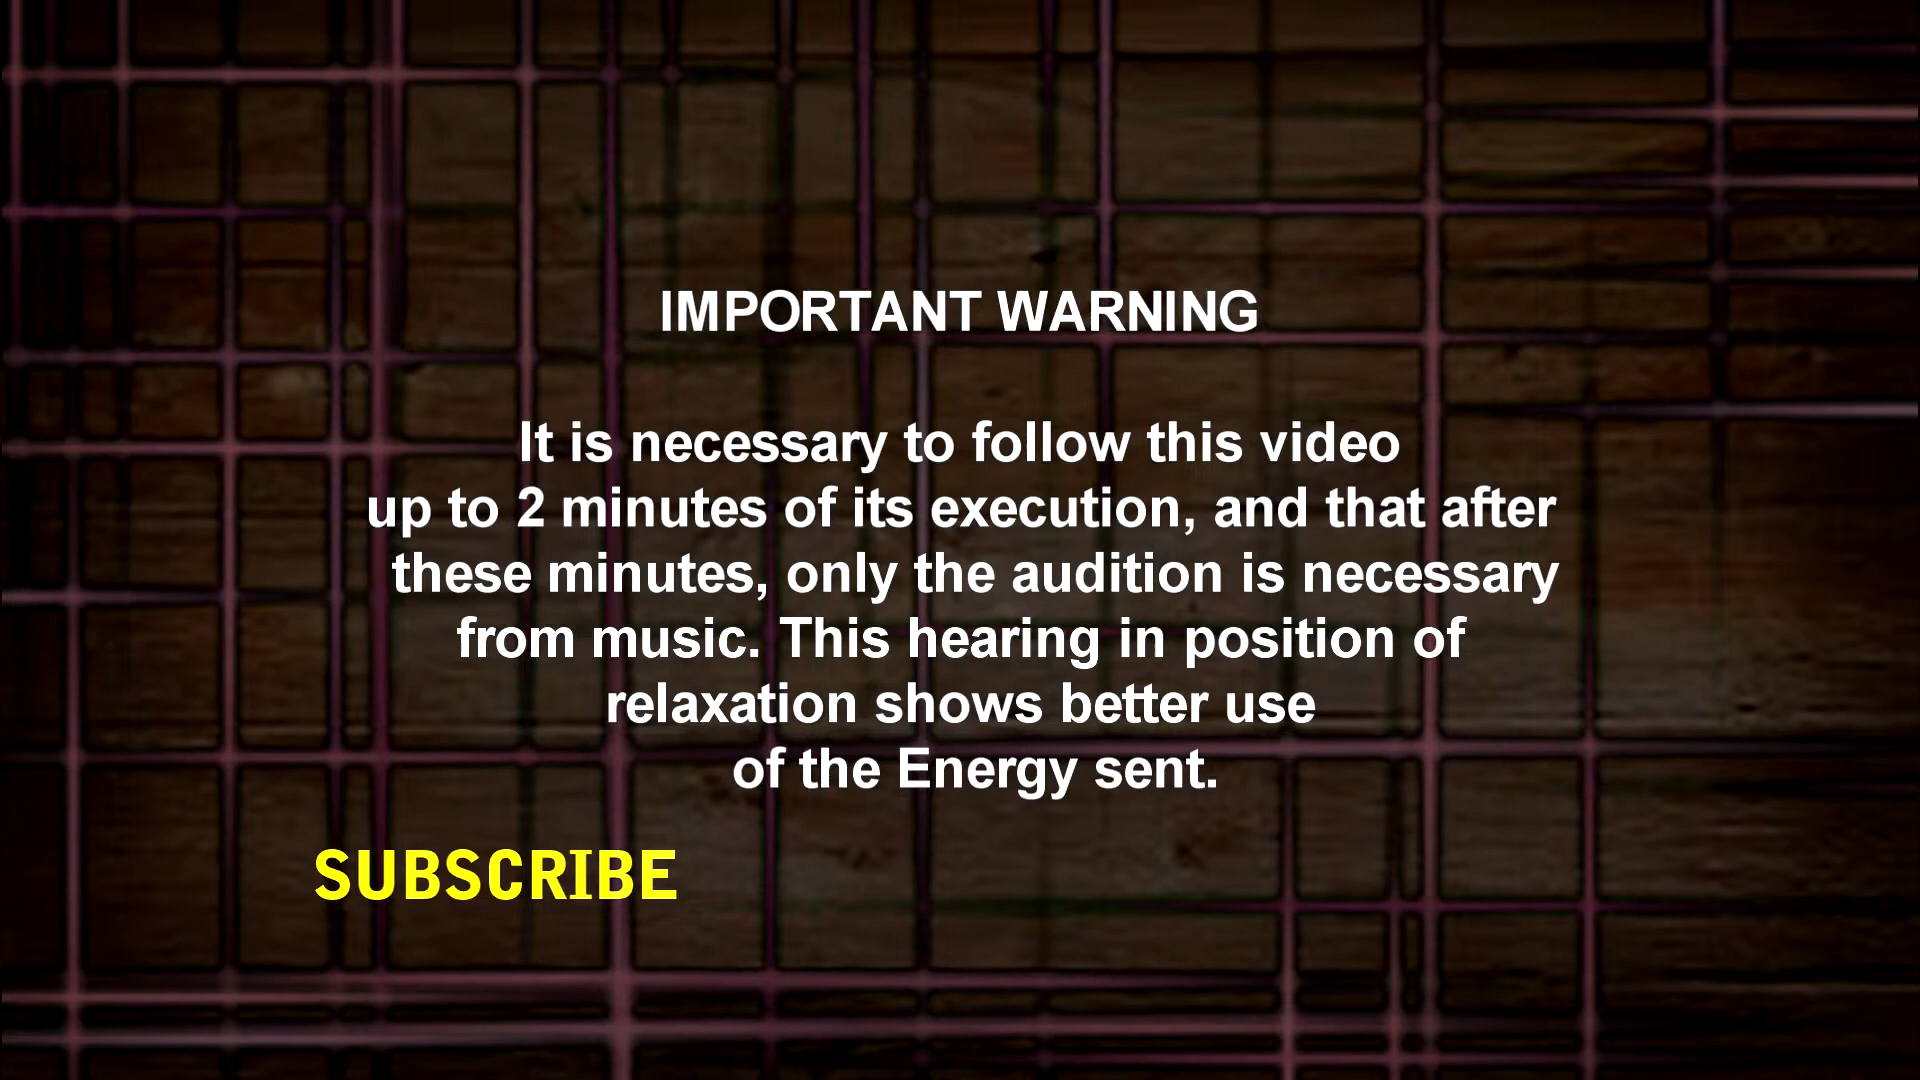 IMPORTANT WARNING
It is necessary to follow this video
up to 2 minutes of its execution, and that after
these minutes, only the audition is necessary
from music. This hearing in position of
relaxation shows better use
of the Energy sent.
SUBSCRIBE